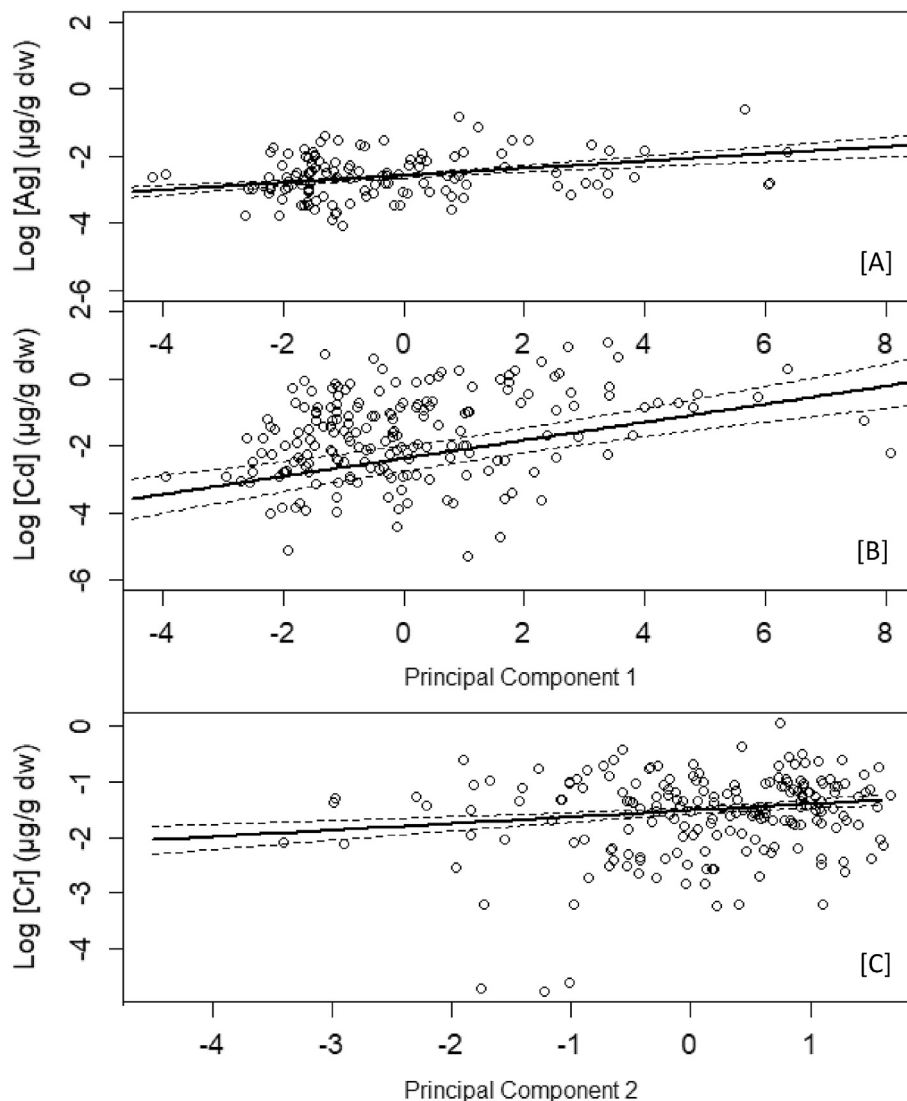 2
0
-2
-4
-6
Log [Ag] (µg/g dw)
[A]
-4 -2 0 2 4 6 8
2
0
-2
-4
-6
Log [Cd] (µg/g dw)
[B]
-4 -2 0 2 4 6 8
Principal Component 1
0
-1
-2
-3
-4
Log [Cr] (µg/g dw)
[C]
-4 -3 -2 -1 0 1
Principal Component 2